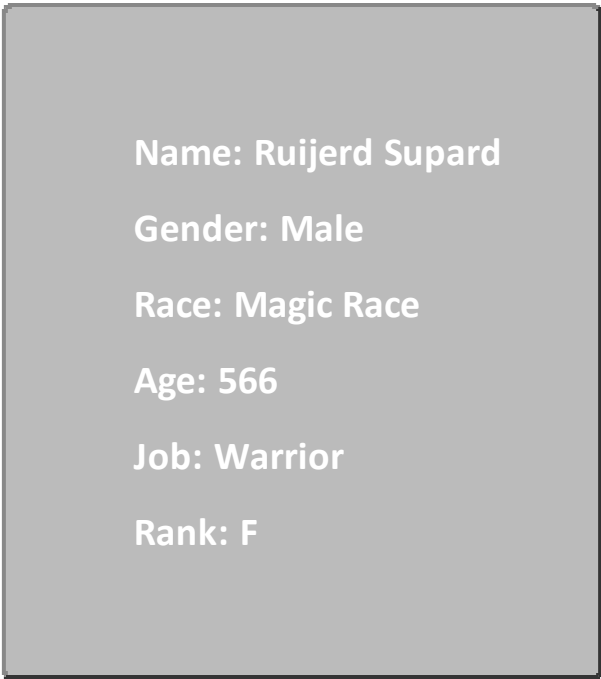 Name: Ruijerd Supard
Gender: Male
Race: Magic Race
Age: 566
Job: Warrior
Rank: F